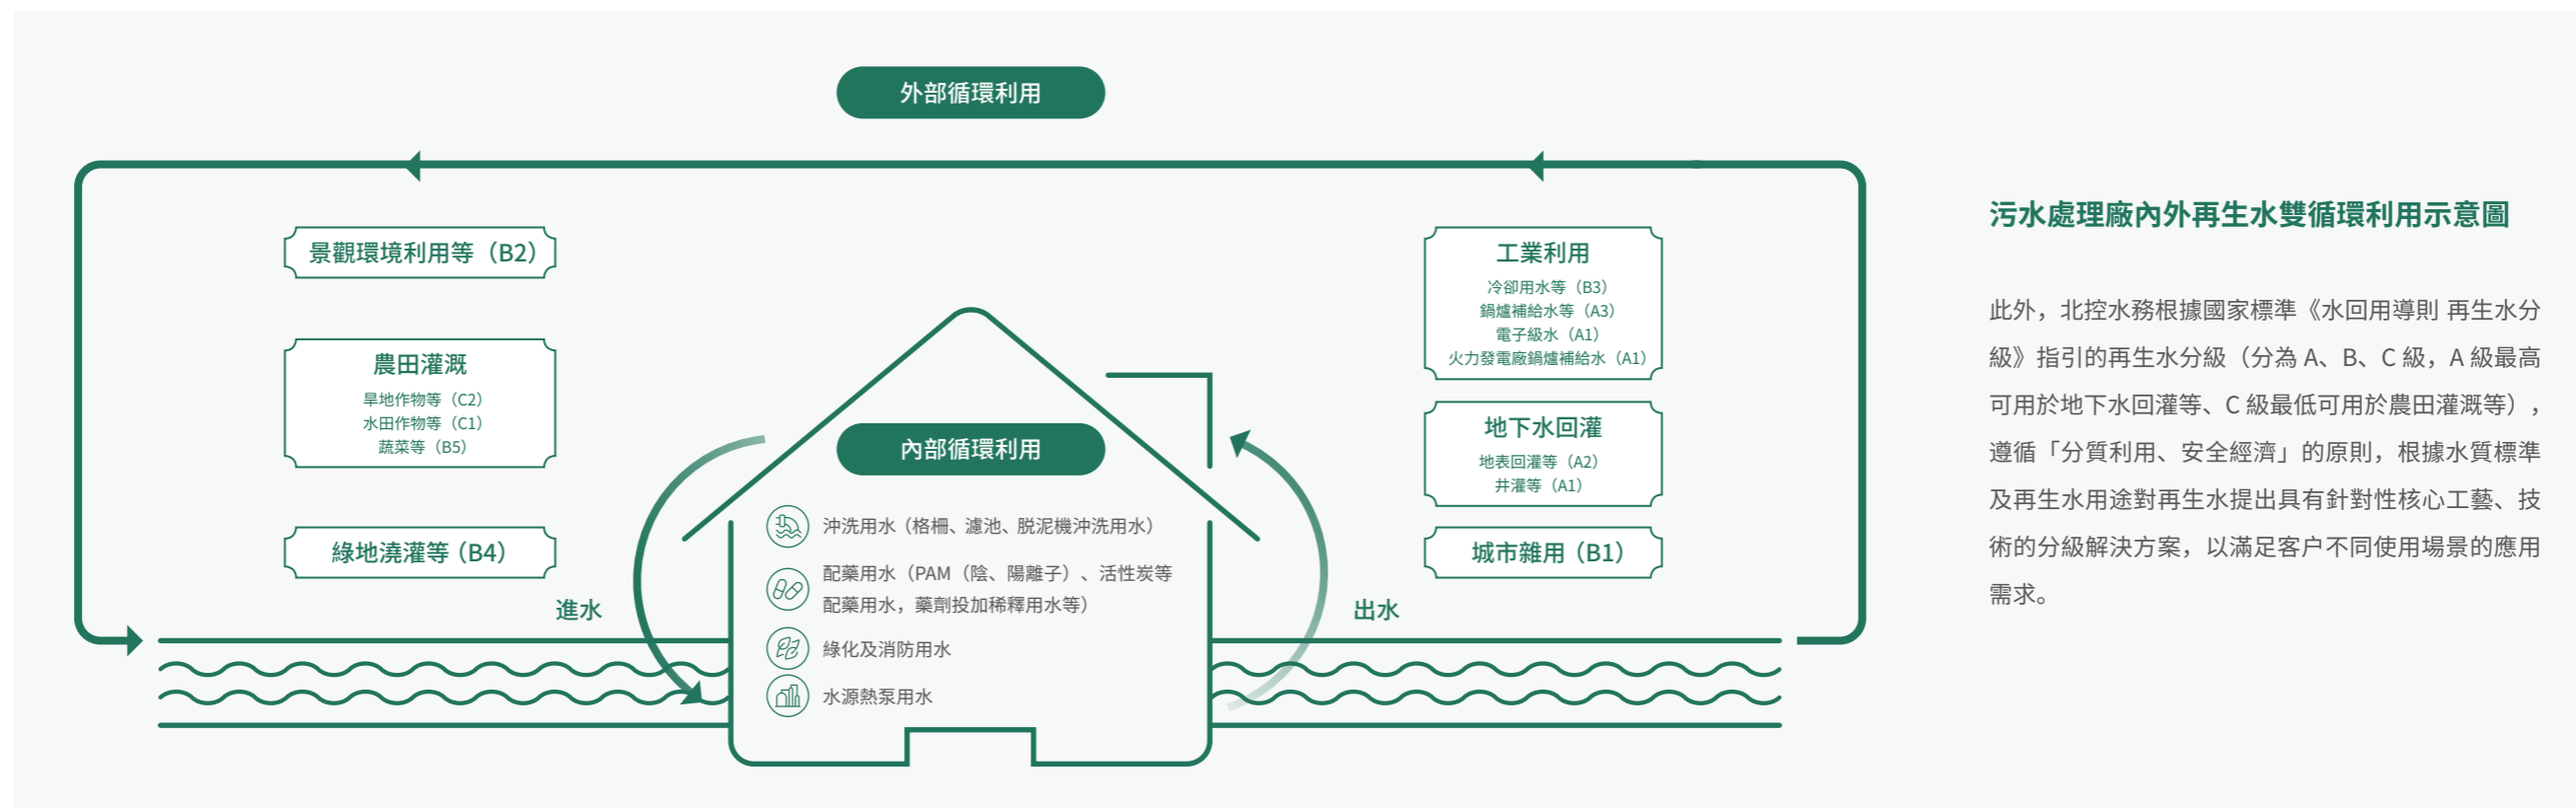 外部循環利用
景觀環境利用等（B2）
農田灌溉
旱地作物等（C2）
水田作物等（C1）
蔬菜等（B5）
綠地澆灌等（B4）
進水
內部循環利用
沖洗用水（格柵、濾池、脱泥機沖洗用水）
配藥用水（PAM（陰、陽離子）、活性炭等
配藥用水，藥劑投加稀釋用水等）
綠化及消防用水
水源熱泵用水
工業利用
冷卻用水等（B3）
鍋爐補給水等（A3）
電子級水（A1）
火力發電廠鍋爐補給水（A1）
地下水回灌
地表回灌等（A2）
井灌等（A1）
城市雜用（B1）
出水
污水處理廠內外再生水雙循環利用示意圖
此外，北控水務根據國家標準《水回用導則 再生水分
級》指引的再生水分級（分為 A、B、C 級，A 級最高
可用於地下水回灌等、C 級最低可用於農田灌溉等），
遵循「分質利用、安全經濟」的原則，根據水質標準
及再生水用途對再生水提出具有針對性核心工藝、技
術的分級解決方案，以滿足客户不同使用場景的應用
需求。